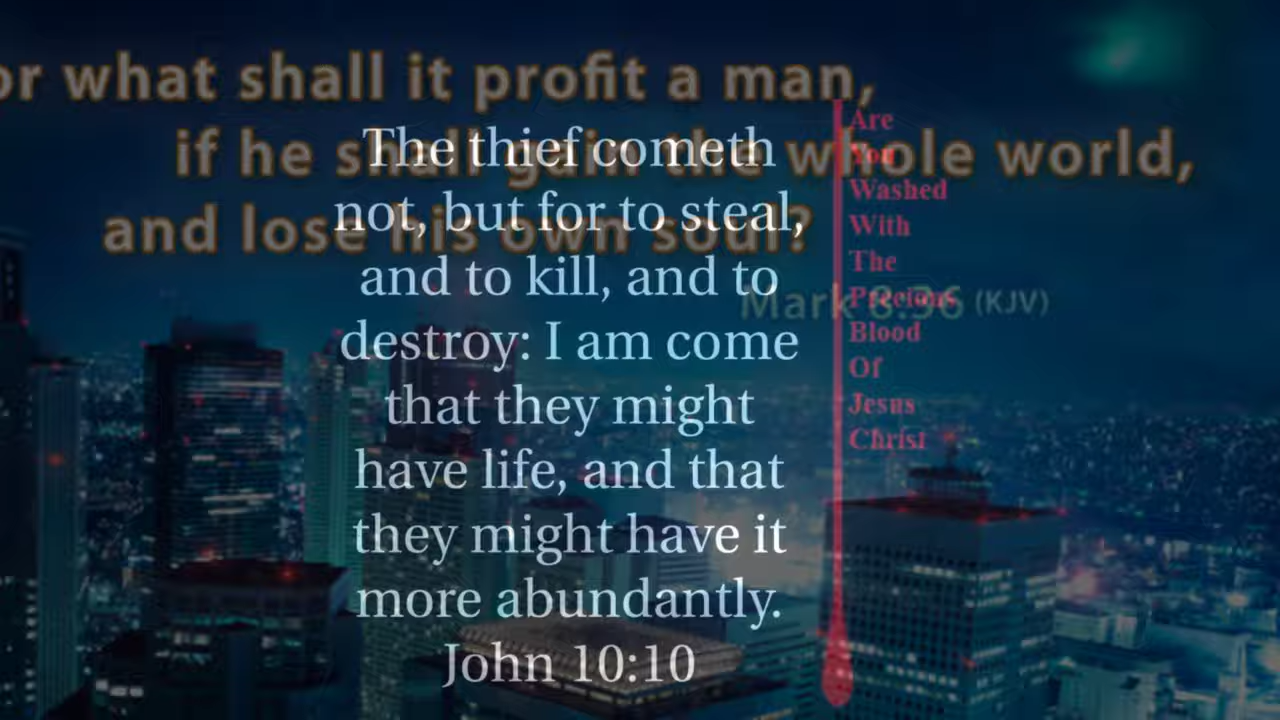 or what shall it profit a man,
if he shall gain the whole world,
and lose his own soul?
Mark 8:36 (KJV)
The thief cometh
not, but for to steal,
and to kill, and to
destroy: I am come
that they might
have life, and that
they might have it
more abundantly.
John 10:10
Are
You
Washed
With
The
Precious
Blood
Of
Jesus
Christ